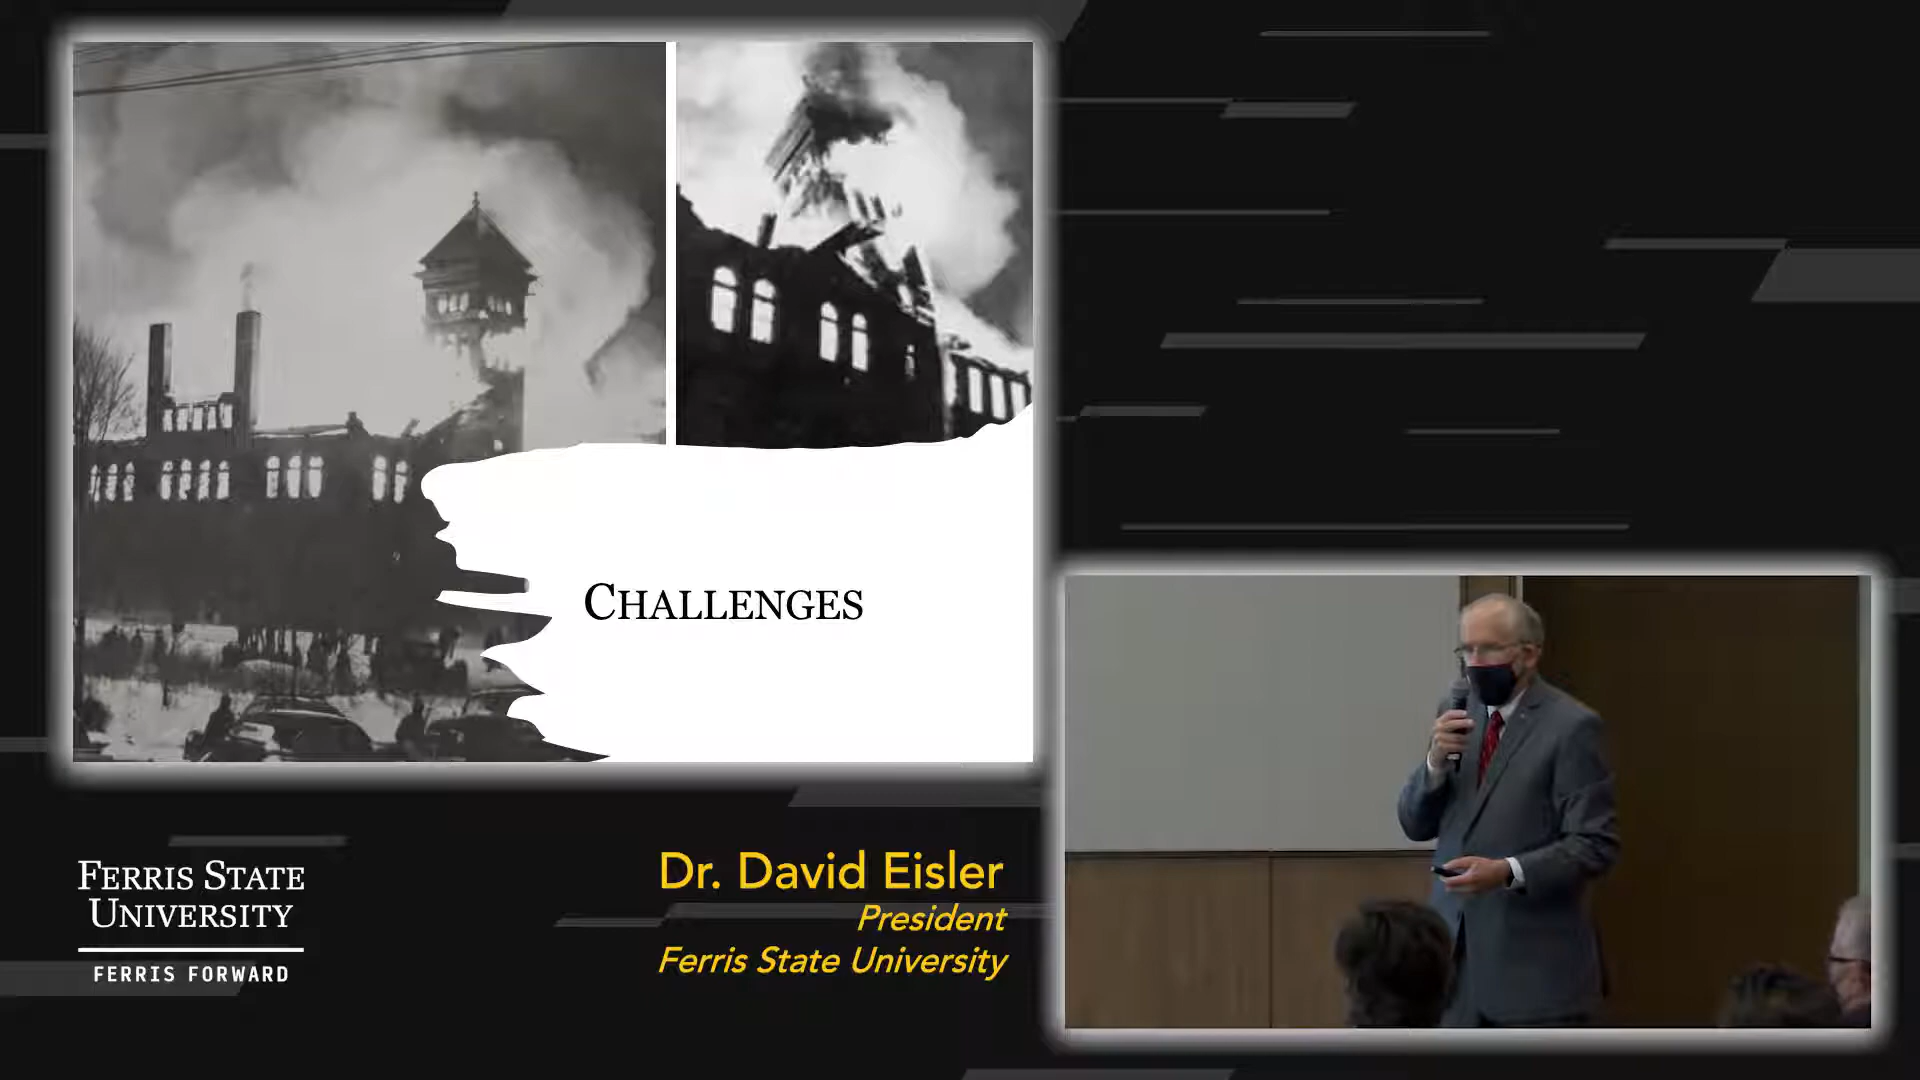 CHALLENGES
FERRIS STATE
UNIVERSITY
FERRIS FORWARD
Dr. David Eisler
President
Ferris State University